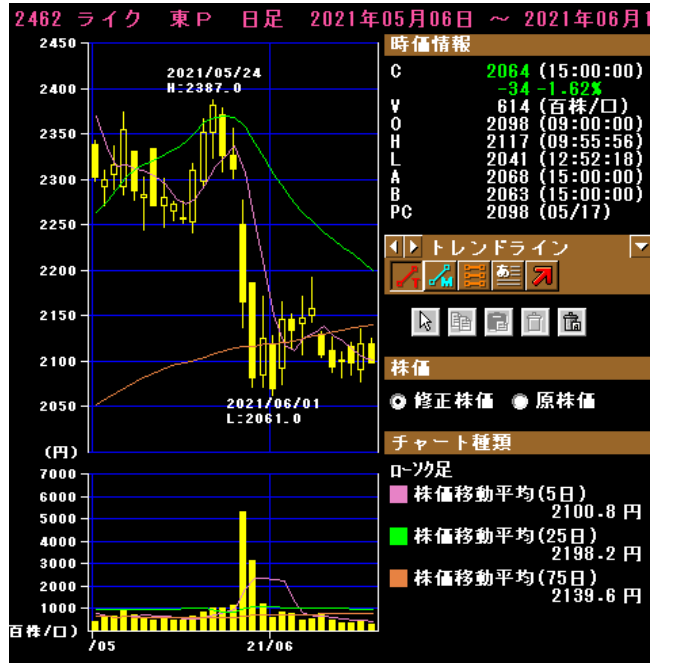 2462 ライク 東P 日足 2021年05月06日 ～ 2021年06月1
2450
2400
2350
2300
2250
2200
2150
2100
2050
(円)
2021/05/24
H:2387.0
2021/06/01
L:2061.0
7000
6000
5000
4000
3000
2000
1000
百株/口)
/05
21/06
時価情報
C 2064 (15:00:00)
-34 -1.62%
V 614 (百株/口)
O 2098 (09:00:00)
H 2117 (09:55:56)
L 2041 (12:52:18)
A 2068 (15:00:00)
B 2063 (15:00:00)
PC 2098 (05/17)
トレンドライン
T M あ
株価
修正株価 原株価
チャート種類
ローソク足
株価移動平均(5日)
2100.8 円
株価移動平均(25日)
2198.2 円
株価移動平均(75日)
2139.6 円